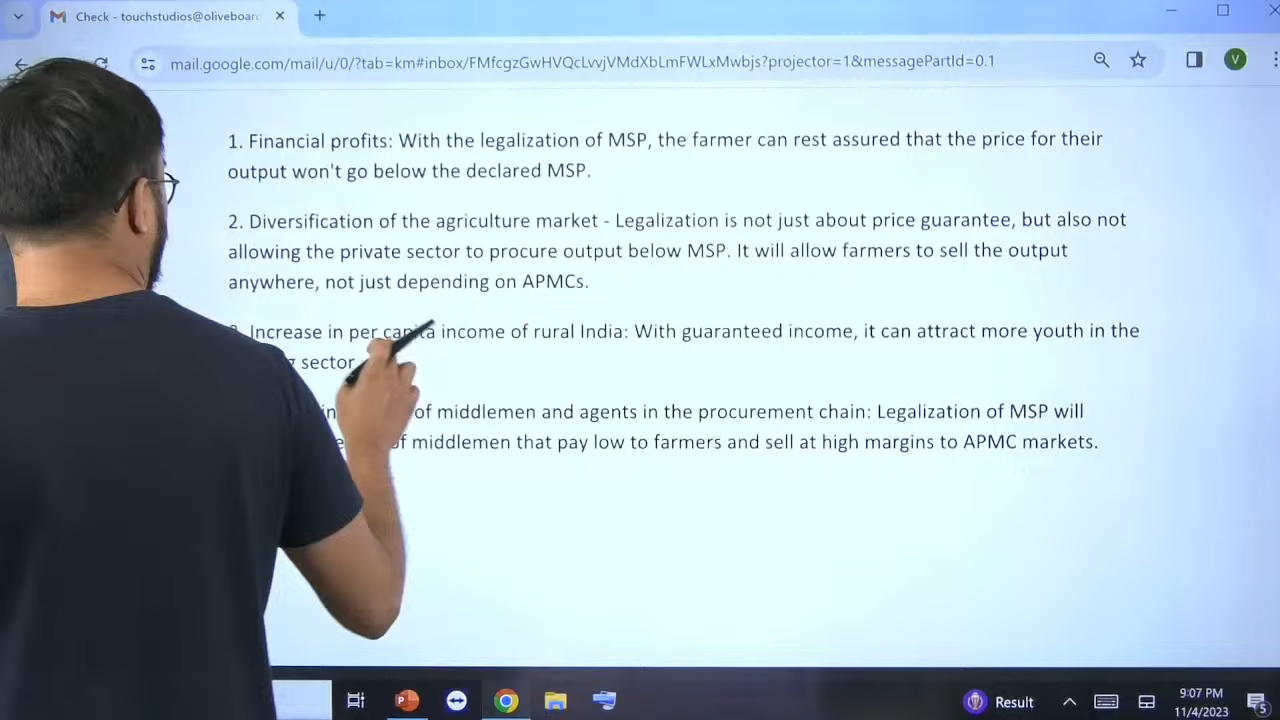 Check - touchstudios@oliveboar
mail.google.com/mail/u/0/?tab=km#inbox/FMfcgzGwHVQcLvvjVMdXbLmFWLxMwbjs?projector=1&messagePartId=0.1
V
1. Financial profits: With the legalization of MSP, the farmer can rest assured that the price for their
output won't go below the declared MSP.
2. Diversification of the agriculture market - Legalization is not just about price guarantee, but also not
allowing the private sector to procure output below MSP. It will allow farmers to sell the output
anywhere, not just depending on APMCs.
Increase in per capita income of rural India: With guaranteed income, it can attract more youth in the
sector
of middlemen and agents in the procurement chain: Legalization of MSP will
of middlemen that pay low to farmers and sell at high margins to APMC markets.
P
Result
9:07 PM
11/4/2023
5